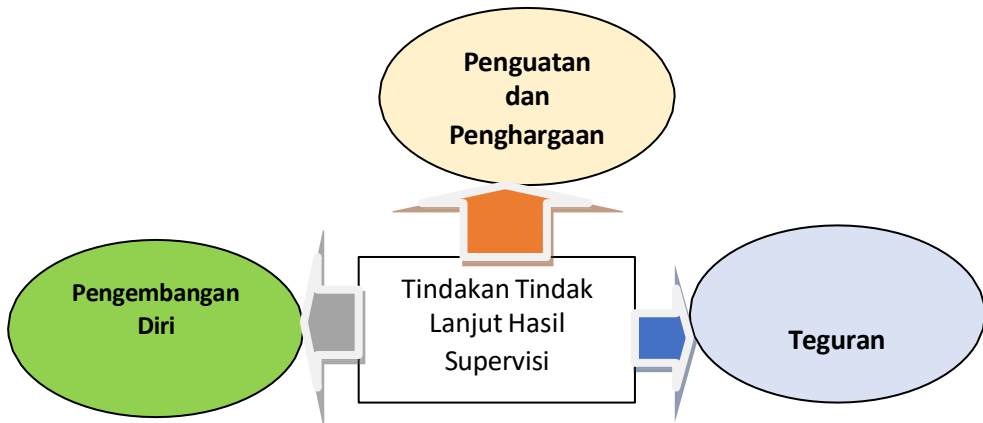 Penguatan
dan
Penghargaan
Pengembangan
Diri
Tindakan Tindak
Lanjut Hasil
Supervisi
Teguran